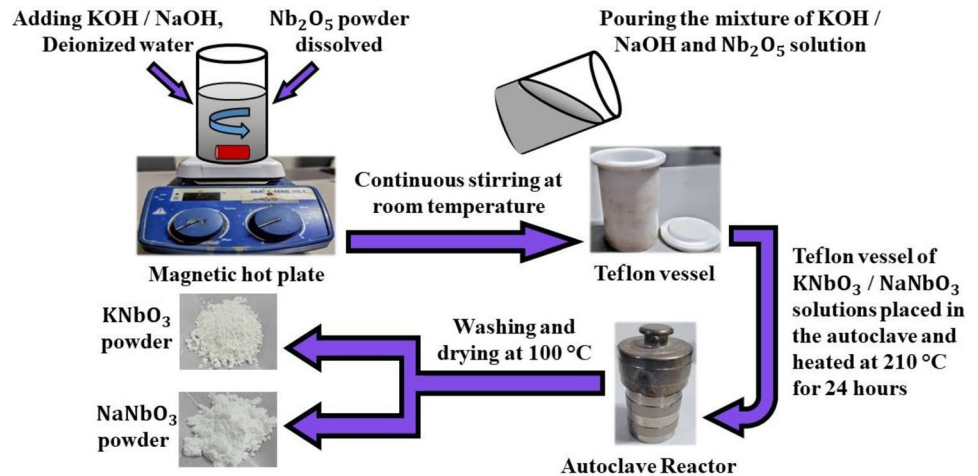 Adding KOH / NaOH,
Deionized water
Nb₂O₅ powder
dissolved
Pouring the mixture of KOH /
NaOH and Nb₂O₅ solution
Continuous stirring at
room temperature
Magnetic hot plate
Teflon vessel
Teflon vessel of
KNbO₃ / NaNbO₃
solutions placed in
the autoclave and
heated at 210 °C
for 24 hours
KNbO₃
powder
Washing and
drying at 100 °C
NaNbO₃
powder
Autoclave Reactor